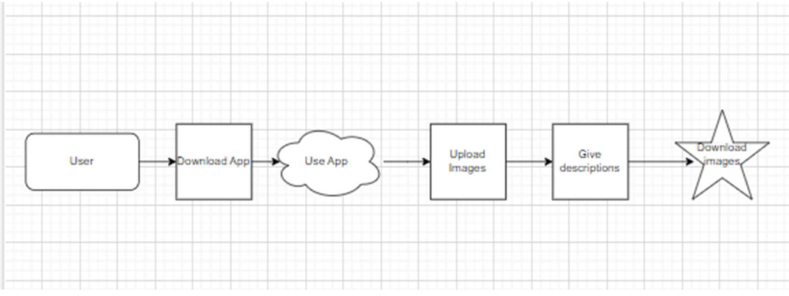 User
Download App
Use App
Upload
Images
Give
descriptions
Download
images